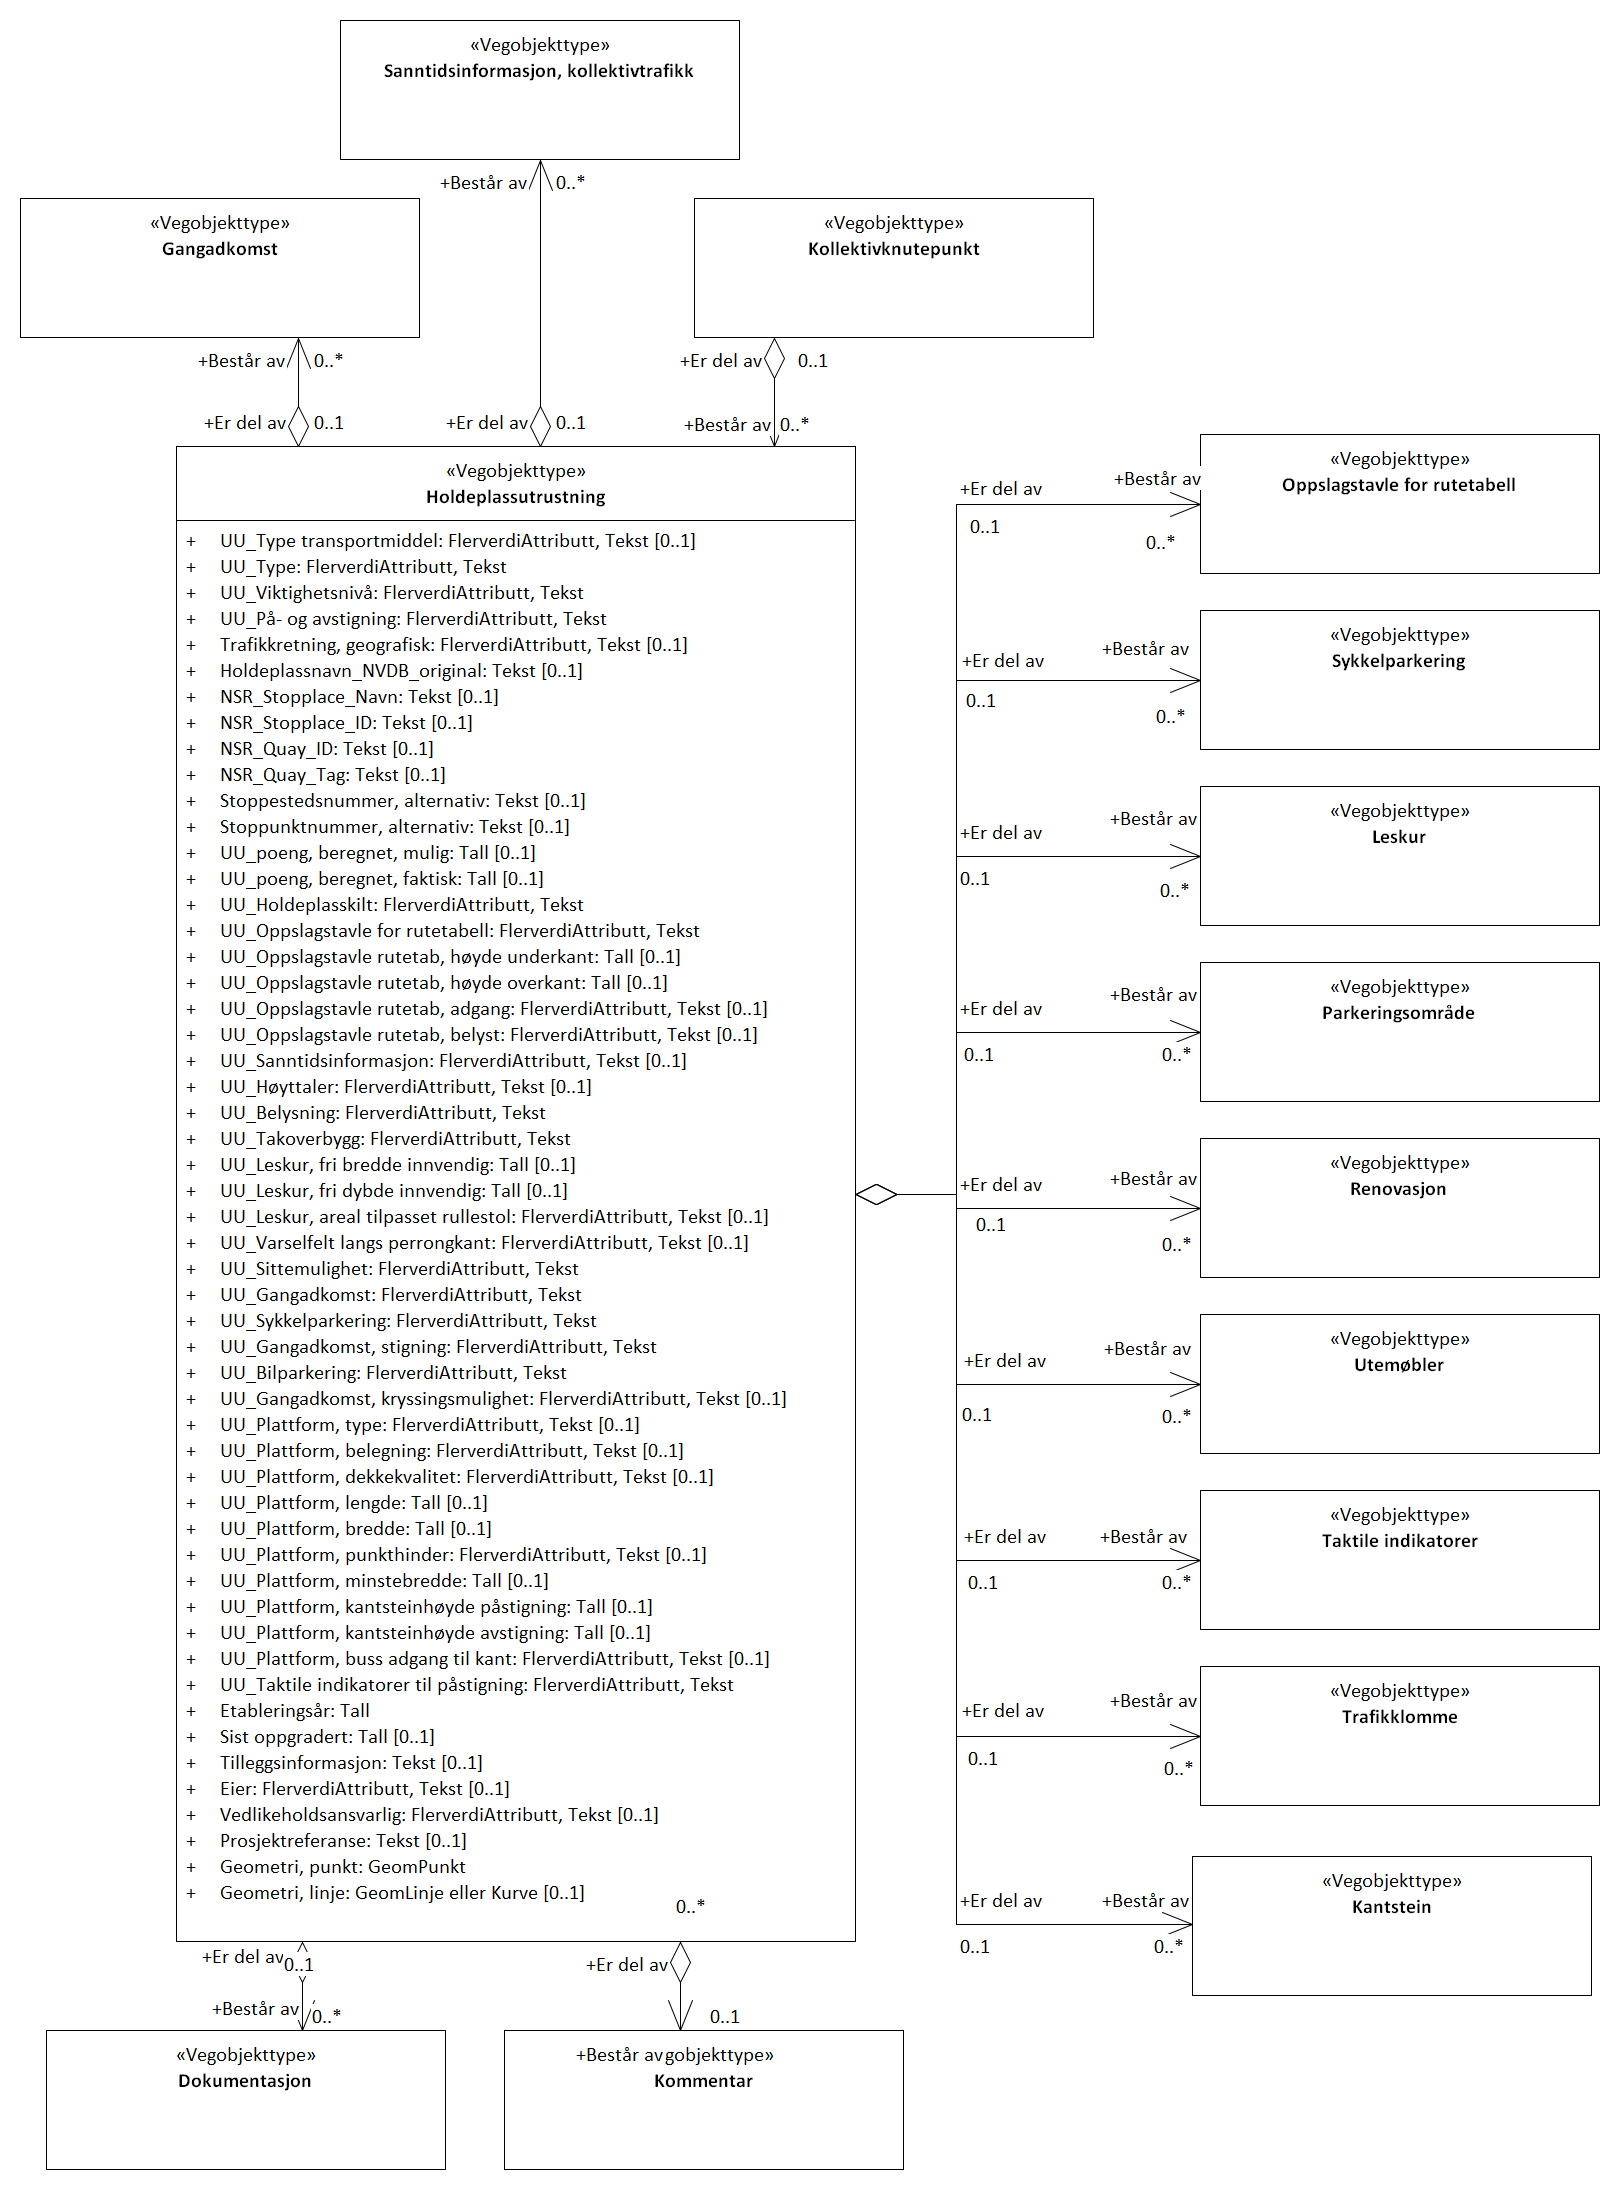 «Vegobjekttype»
Sanntidsinformasjon, kollektivtrafikk
+Består av 0..*
«Vegobjekttype»
Gangadkomst
«Vegobjekttype»
Kollektivknutepunkt
+Består av 0..*
+Er del av 0..1
+Er del av 0..1
+Er del av 0..1
+Består av 0..*
«Vegobjekttype»
Holdeplassutrustning
+ UU_Type transportmiddel: FlerverdiAttributt, Tekst [0..1]
+ UU_Type: FlerverdiAttributt, Tekst
+ UU_Viktighetsnivå: FlerverdiAttributt, Tekst
+ UU_På- og avstigning: FlerverdiAttributt, Tekst
+ Trafikkretning, geografisk: FlerverdiAttributt, Tekst [0..1]
+ Holdeplassnavn_NVDB_original: Tekst [0..1]
+ NSR_Stopplace_Navn: Tekst [0..1]
+ NSR_Stopplace_ID: Tekst [0..1]
+ NSR_Quay_ID: Tekst [0..1]
+ NSR_Quay_Tag: Tekst [0..1]
+ Stoppestedsnummer, alternativ: Tekst [0..1]
+ Stoppunktnummer, alternativ: Tekst [0..1]
+ UU_poeng, beregnet, mulig: Tall [0..1]
+ UU_poeng, beregnet, faktisk: Tall [0..1]
+ UU_Holdeplasskilt: FlerverdiAttributt, Tekst
+ UU_Oppslagstavle for rutetabell: FlerverdiAttributt, Tekst
+ UU_Oppslagstavle rutetab, høyde underkant: Tall [0..1]
+ UU_Oppslagstavle rutetab, høyde overkant: Tall [0..1]
+ UU_Oppslagstavle rutetab, adgang: FlerverdiAttributt, Tekst [0..1]
+ UU_Oppslagstavle rutetab, belyst: FlerverdiAttributt, Tekst [0..1]
+ UU_Sanntidsinformasjon: FlerverdiAttributt, Tekst [0..1]
+ UU_Høyttaler: FlerverdiAttributt, Tekst [0..1]
+ UU_Belysning: FlerverdiAttributt, Tekst
+ UU_Takoverbygg: FlerverdiAttributt, Tekst
+ UU_Leskur, fri bredde innvendig: Tall [0..1]
+ UU_Leskur, fri dybde innvendig: Tall [0..1]
+ UU_Leskur, areal tilpasset rullestol: FlerverdiAttributt, Tekst [0..1]
+ UU_Varselfelt langs perrongkant: FlerverdiAttributt, Tekst [0..1]
+ UU_Sittemulighet: FlerverdiAttributt, Tekst
+ UU_Gangadkomst: FlerverdiAttributt, Tekst
+ UU_Sykkelparkering: FlerverdiAttributt, Tekst
+ UU_Gangadkomst, stigning: FlerverdiAttributt, Tekst
+ UU_Bilparkering: FlerverdiAttributt, Tekst
+ UU_Gangadkomst, kryssingsmulighet: FlerverdiAttributt, Tekst [0..1]
+ UU_Plattform, type: FlerverdiAttributt, Tekst [0..1]
+ UU_Plattform, belegning: FlerverdiAttributt, Tekst [0..1]
+ UU_Plattform, dekkekvalitet: FlerverdiAttributt, Tekst [0..1]
+ UU_Plattform, lengde: Tall [0..1]
+ UU_Plattform, bredde: Tall [0..1]
+ UU_Plattform, punkthinder: FlerverdiAttributt, Tekst [0..1]
+ UU_Plattform, minstebredde: Tall [0..1]
+ UU_Plattform, kantsteinhøyde påstigning: Tall [0..1]
+ UU_Plattform, kantsteinhøyde avstigning: Tall [0..1]
+ UU_Plattform, buss adgang til kant: FlerverdiAttributt, Tekst [0..1]
+ UU_Taktile indikatorer til påstigning: FlerverdiAttributt, Tekst
+ Etableringsår: Tall
+ Sist oppgradert: Tall [0..1]
+ Tilleggsinformasjon: Tekst [0..1]
+ Eier: FlerverdiAttributt, Tekst [0..1]
+ Vedlikeholdsansvarlig: FlerverdiAttributt, Tekst [0..1]
+ Prosjektreferanse: Tekst [0..1]
+ Geometri, punkt: GeomPunkt
+ Geometri, linje: GeomLinje eller Kurve [0..1]
0..*
+Er del av +Består av
0..1 0..*
«Vegobjekttype»
Oppslagstavle for rutetabell
+Er del av +Består av
0..1 0..*
«Vegobjekttype»
Sykkelparkering
+Er del av +Består av
0..1 0..*
«Vegobjekttype»
Leskur
+Er del av +Består av
0..1 0..*
«Vegobjekttype»
Parkeringsområde
+Er del av +Består av
0..1 0..*
«Vegobjekttype»
Renovasjon
+Er del av +Består av
0..1 0..*
«Vegobjekttype»
Utemøbler
+Er del av +Består av
0..1 0..*
«Vegobjekttype»
Taktile indikatorer
+Er del av +Består av
0..1 0..*
«Vegobjekttype»
Trafikklomme
+Er del av +Består av
0..1 0..*
«Vegobjekttype»
Kantstein
+Er del av 0..1
+Består av 0..*
«Vegobjekttype»
Dokumentasjon
+Er del av
0..1
+Består av gobjekttype»
Kommentar